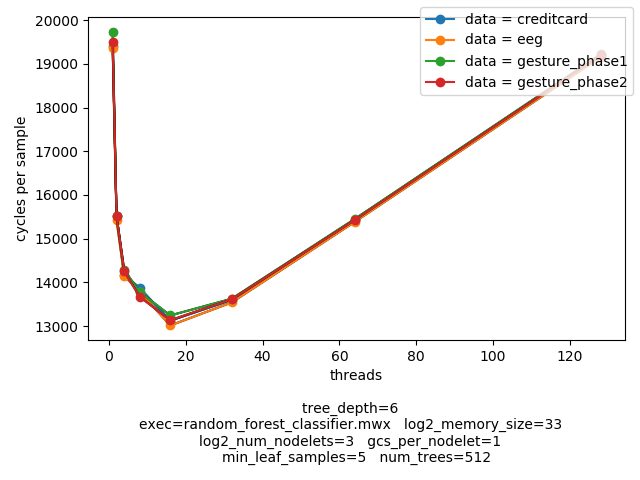 data = creditcard
data = eeg
data = gesture_phase1
data = gesture_phase2
20000
19000
18000
17000
16000
15000
14000
13000
cycles per sample
0 20 40 60 80 100 120
threads
tree_depth=6
exec=random_forest_classifier.mwx log2_memory_size=33
log2_num_nodelets=3 gcs_per_nodelet=1
min_leaf_samples=5 num_trees=512